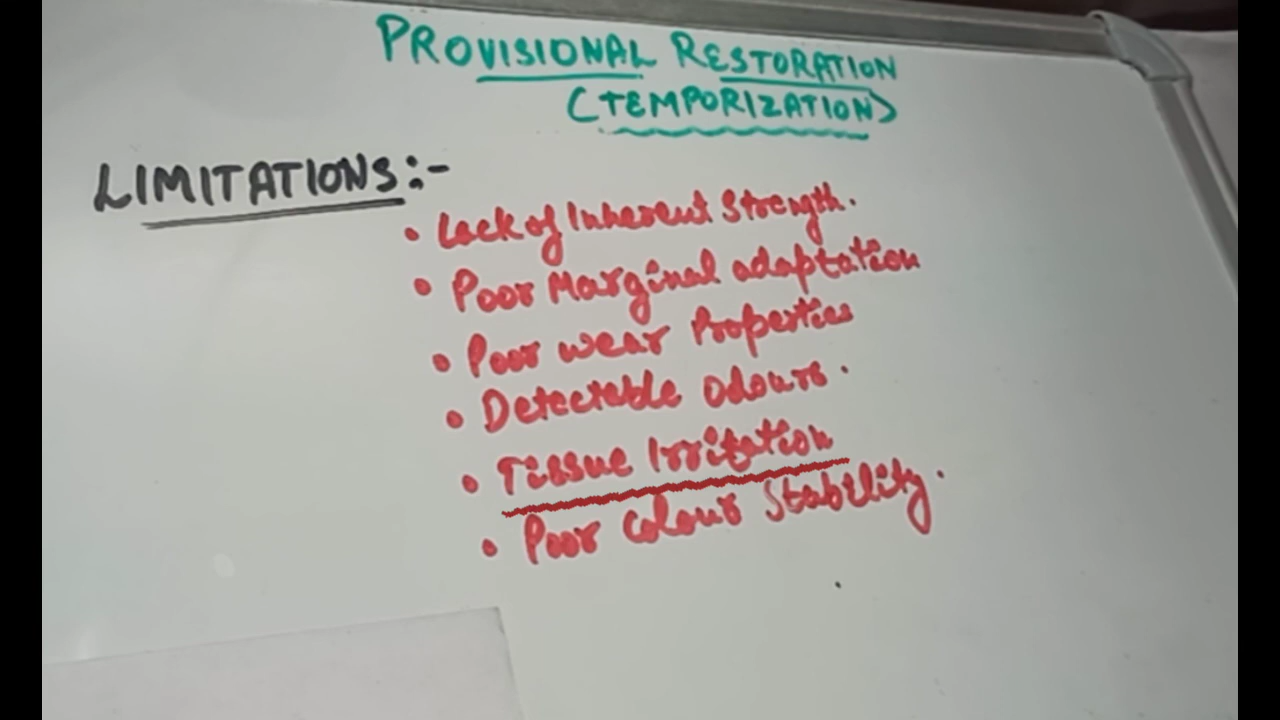 PROVISIONAL RESTORATION
(TEMPORIZATION)
LIMITATIONS:-
• Lack of Inherent Strength.
• Poor Marginal adaptation
• Poor wear Properties
• Detectable odours.
• Tissue Irritation
• Poor colour Stability.